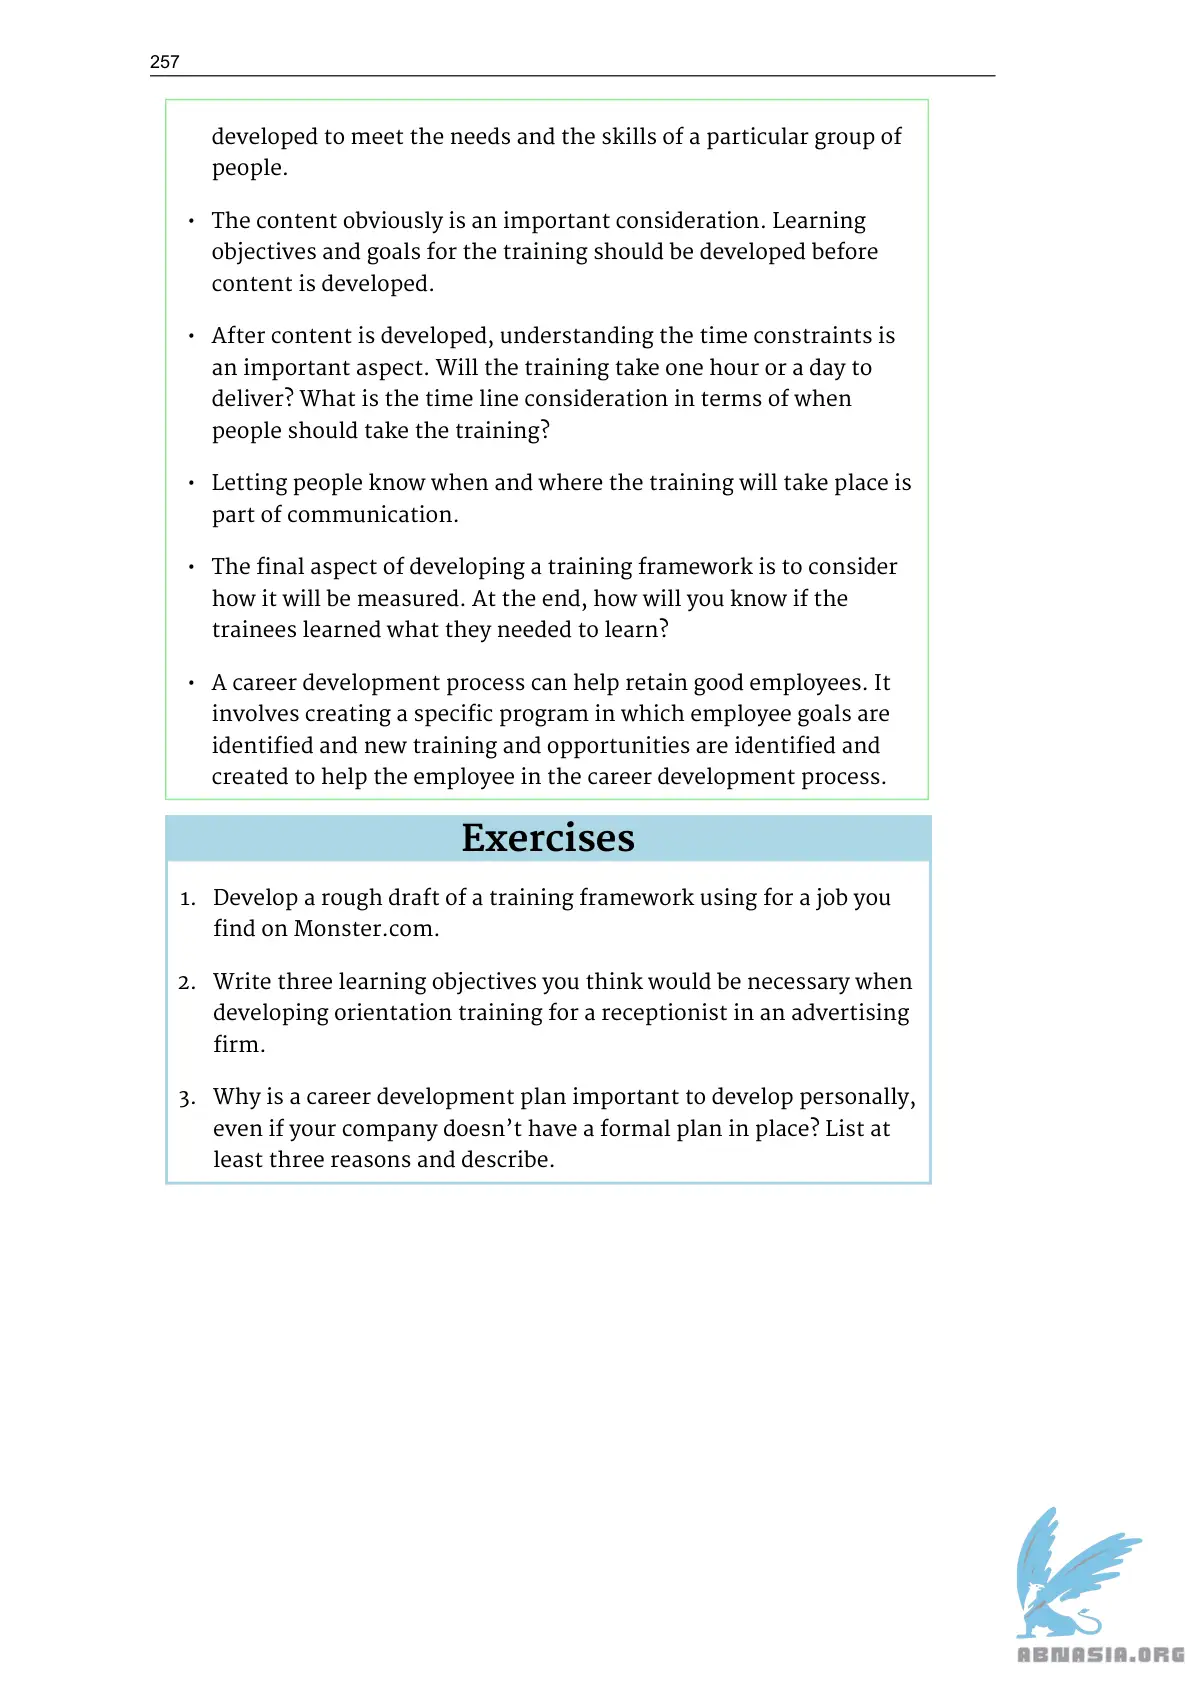 257
developed to meet the needs and the skills of a particular group of
people.
• The content obviously is an important consideration. Learning
objectives and goals for the training should be developed before
content is developed.
• After content is developed, understanding the time constraints is
an important aspect. Will the training take one hour or a day to
deliver? What is the time line consideration in terms of when
people should take the training?
• Letting people know when and where the training will take place is
part of communication.
• The final aspect of developing a training framework is to consider
how it will be measured. At the end, how will you know if the
trainees learned what they needed to learn?
• A career development process can help retain good employees. It
involves creating a specific program in which employee goals are
identified and new training and opportunities are identified and
created to help the employee in the career development process.
Exercises
1. Develop a rough draft of a training framework using for a job you
find on Monster.com.
2. Write three learning objectives you think would be necessary when
developing orientation training for a receptionist in an advertising
firm.
3. Why is a career development plan important to develop personally,
even if your company doesn’t have a formal plan in place? List at
least three reasons and describe.
ABNASIA.ORG